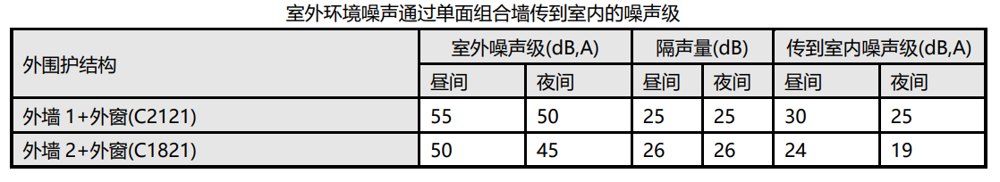 室外环境噪声通过单面组合墙传到室内的噪声级
外围护结构 室外噪声级(dB,A) 隔声量(dB) 传到室内噪声级(dB,A)
昼间 夜间 昼间 夜间 昼间 夜间
外墙 1+外窗(C2121) 55 50 25 25 30 25
外墙 2+外窗(C1821) 50 45 26 26 24 19